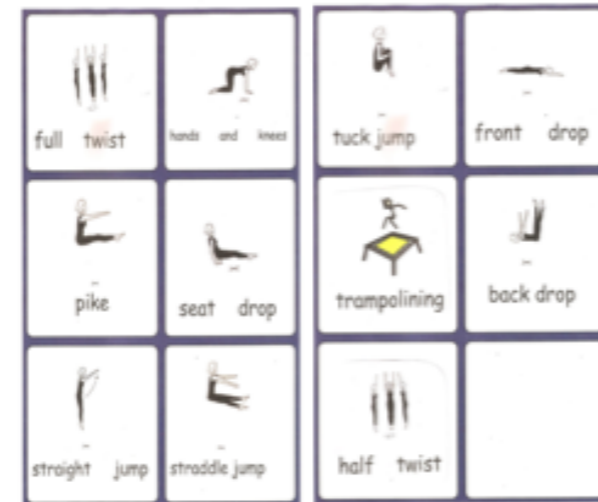 full twist
hands and knees
tuck jump
front drop
pike
seat drop
trampolining
back drop
straight jump
straddle jump
half twist